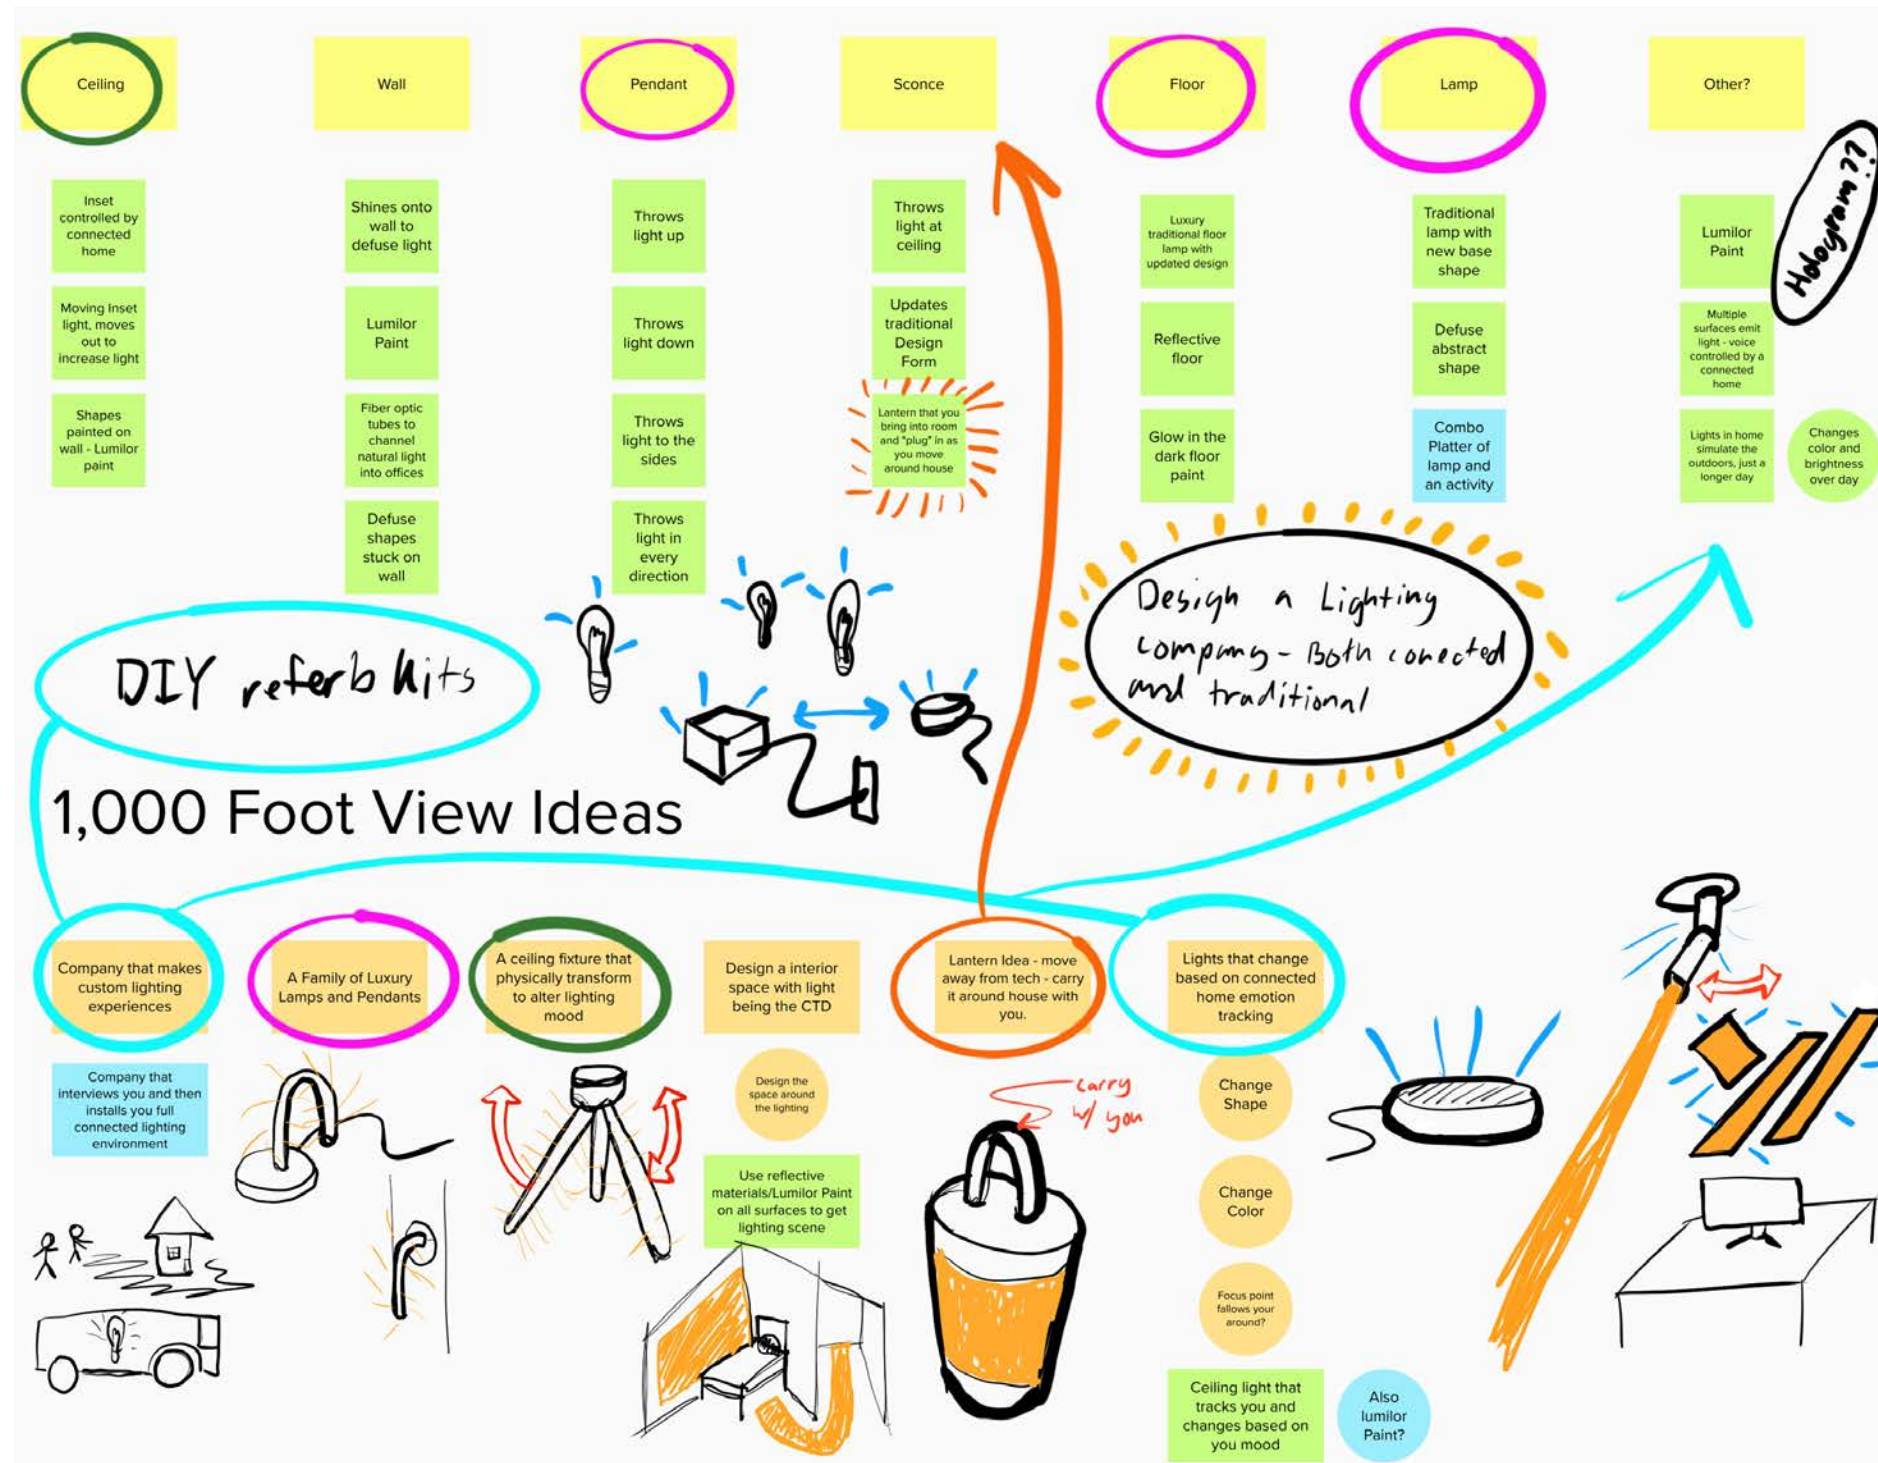 Ceiling
Wall
Pendant
Sconce
Floor
Lamp
Other?
Inset
controlled by
connected
home
Moving Inset
light, moves
out to
increase light
Shapes
painted on
wall - Lumilor
paint
Shines onto
wall to
defuse light
Lumilor
Paint
Fiber optic
tubes to
channel
natural light
into offices
Defuse
shapes
stuck on
wall
Throws
light up
Throws
light down
Throws
light to the
sides
Throws
light in
every
direction
Throws
light at
ceiling
Updates
traditional
Design
Form
Lantern that you
bring into room
and "plug" in as
you move
around house
Luxury
traditional floor
lamp with
updated design
Reflective
floor
Glow in the
dark floor
paint
Traditional
lamp with
new base
shape
Defuse
abstract
shape
Combo
Platter of
lamp and
an activity
Lumilor
Paint
Multiple
surfaces emit
light - voice
controlled by a
connected
home
Lights in home
simulate the
outdoors, just a
longer day
Changes
color and
brightness
over day
Hologram??
DIY referb kits
Design a Lighting
company - Both conected
and traditional
1,000 Foot View Ideas
Company that makes
custom lighting
experiences
Company that
interviews you and then
installs you full
connected lighting
environment
A Family of Luxury
Lamps and Pendants
A ceiling fixture that
physically transform
to alter lighting
mood
Design a interior
space with light
being the CTD
Design the
space around
the lighting
Use reflective
materials/Lumilor Paint
on all surfaces to get
lighting scene
Lantern Idea - move
away from tech - carry
it around house with
you.
carry
w/ you
Lights that change
based on connected
home emotion
tracking
Change
Shape
Change
Color
Focus point
fallows your
around?
Ceiling light that
tracks you and
changes based on
you mood
Also
lumilor
Paint?